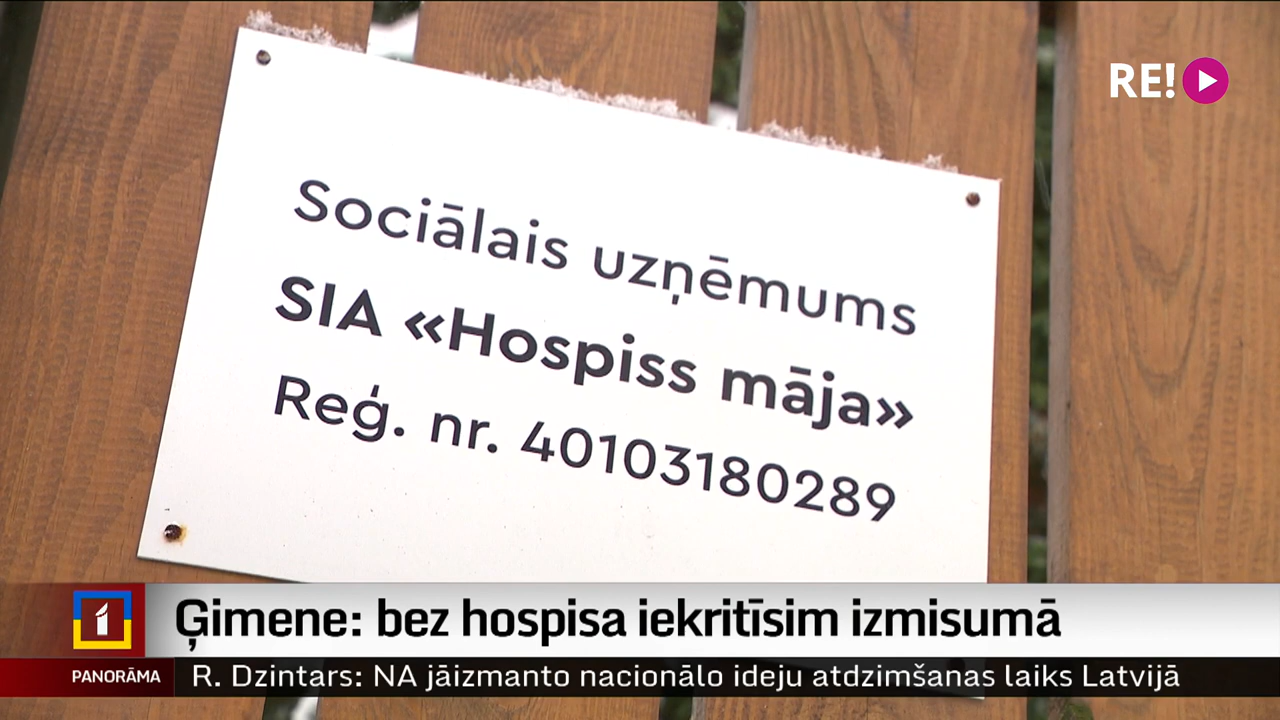 RE!
Sociālais uzņēmums
SIA «Hospiss māja»
Reģ. nr. 40103180289
1
Ģimene: bez hospisa iekritīsim izmisumā
PANORĀMA
R. Dzintars: NA jāizmanto nacionālo ideju atdzimšanas laiks Latvijā